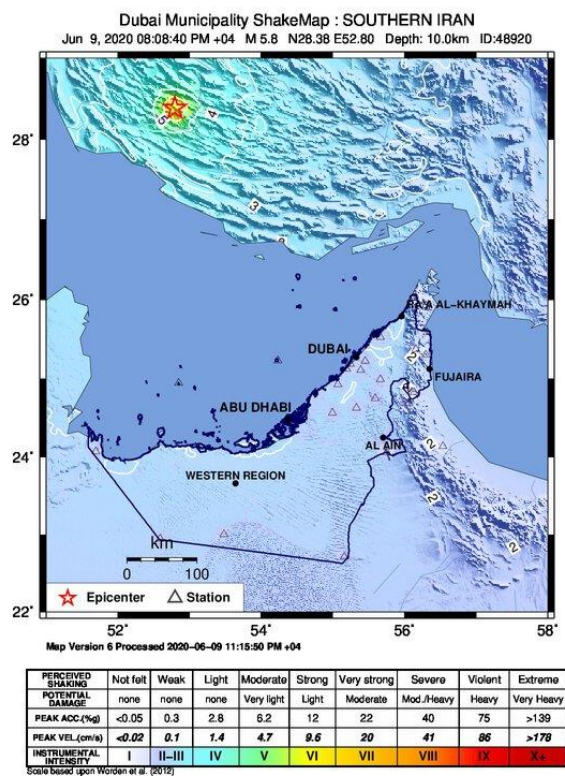 Dubai Municipality ShakeMap : SOUTHERN IRAN
Jun 9, 2020 08:08:40 PM +04 M 5.8 N28.38 E52.80 Depth: 10.0km ID:48920
28°
26°
24°
22°
5
4
3
RA'A AL-KHAYMAH
DUBAI
2
FUJAIRA
ABU DHABI
AL AIN
2
WESTERN REGION
2
2
km
0 100
Epicenter Station
52° 54° 56° 58°
Map Version 6 Processed 2020-06-09 11:15:50 PM +04
PERCEIVED SHAKING Not felt Weak Light Moderate Strong Very strong Severe Violent Extreme
POTENTIAL DAMAGE none none none Very light Light Moderate Mod./Heavy Heavy Very Heavy
PEAK ACC.(%g) <0.05 0.3 2.8 6.2 12 22 40 75 >139
PEAK VEL.(cm/s) <0.02 0.1 1.4 4.7 9.6 20 41 86 >178
INSTRUMENTAL INTENSITY I II-III IV V VI VII VIII IX X+
Scale based upon Worden et al. (2012)